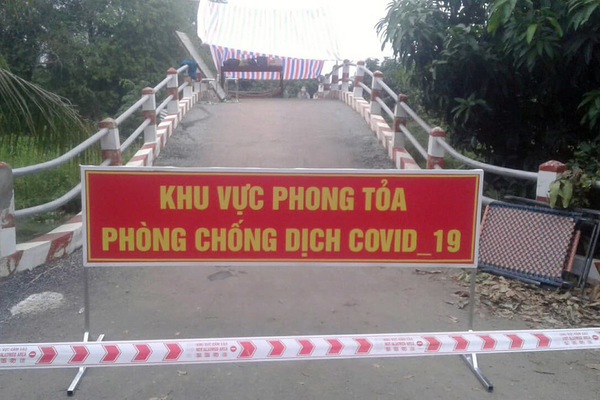 KHU VỰC PHONG TỎA
PHÒNG CHỐNG DỊCH COVID_19